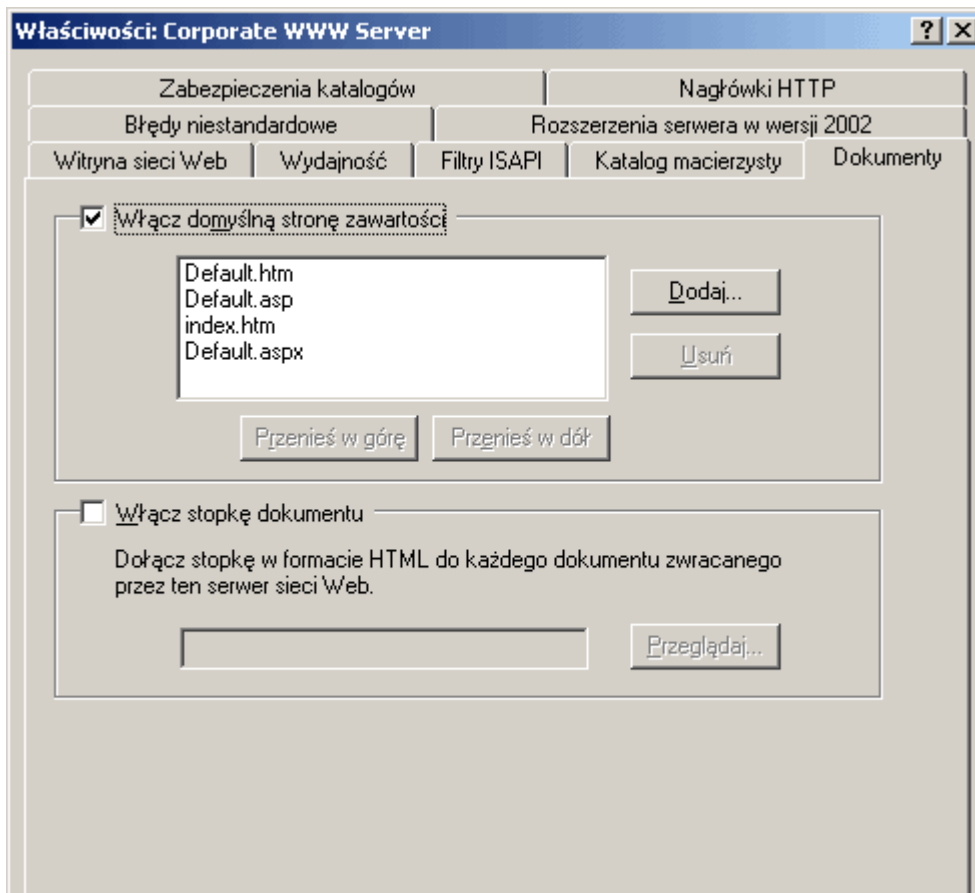 Właściwości: Corporate WWW Server
Zabezpieczenia katalogów
Nagłówki HTTP
Błędy niestandardowe
Rozszerzenia serwera w wersji 2002
Witryna sieci Web
Wydajność
Filtry ISAPI
Katalog macierzysty
Dokumenty
Włącz domyślną stronę zawartości
Default.htm
Default.asp
index.htm
Default.aspx
Dodaj...
Usuń
Przenieś w górę
Przenieś w dół
Włącz stopkę dokumentu
Dołącz stopkę w formacie HTML do każdego dokumentu zwracanego
przez ten serwer sieci Web.
Przeglądaj...